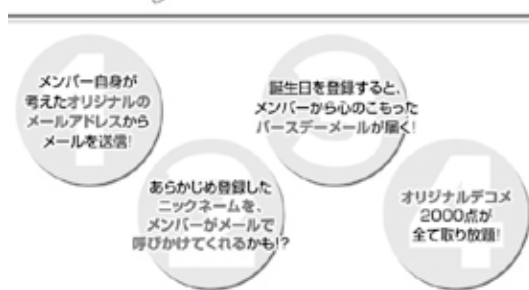 1
メンバー自身が
考えたオリジナルの
メールアドレスから
メールを送信!
2
あらかじめ登録した
ニックネームを、
メンバーがメールで
呼びかけてくれるかも!?
3
誕生日を登録すると、
メンバーから心のこもった
バースデーメールが届く!
4
オリジナルデコメ
2000点が
全て取り放題!